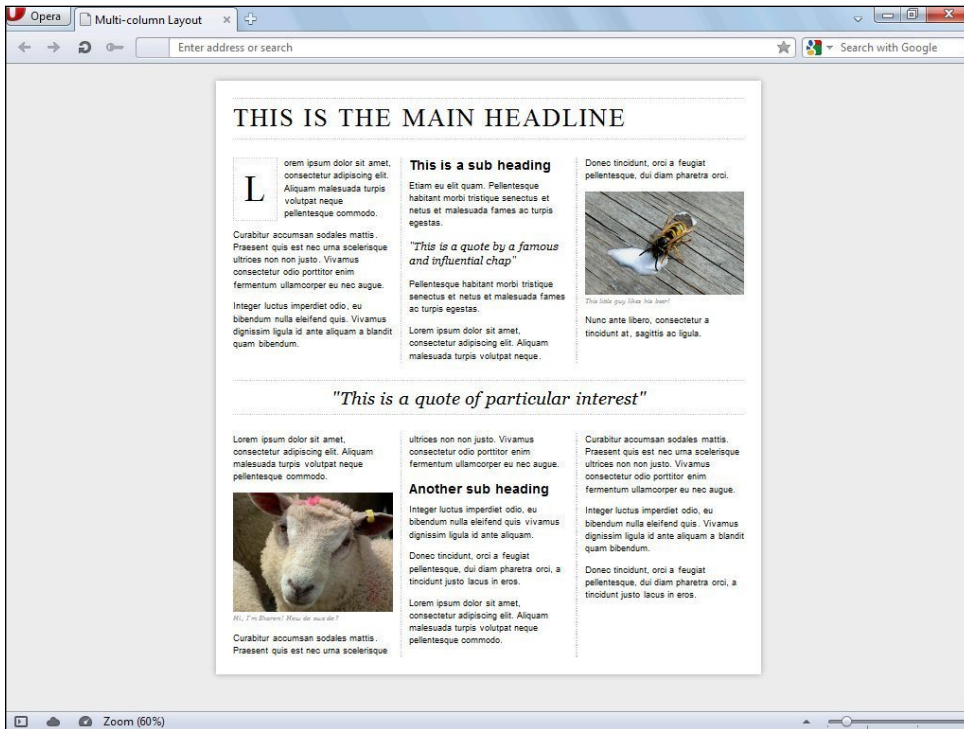 Opera
Multi-column Layout
Enter address or search
Search with Google
THIS IS THE MAIN HEADLINE
L
orem ipsum dolor sit amet,
consectetur adipiscing elit.
Aliquam malesuada turpis
volutpat neque
pellentesque commodo.
Curabitur accumsan sodales mattis.
Praesent quis est nec urna scelerisque
ultrices non non justo. Vivamus
consectetur odio porttitor enim
fermentum ullamcorper eu nec augue.
Integer luctus imperdiet odio, eu
bibendum nulla eleifend quis. Vivamus
dignissim ligula id ante aliquam a blandit
quam bibendum.
This is a sub heading
Etiam eu elit quam. Pellentesque
habitant morbi tristique senectus et
netus et malesuada fames ac turpis
egestas.
"This is a quote by a famous
and influential chap"
Pellentesque habitant morbi tristique
senectus et netus et malesuada fames
ac turpis egestas.
Lorem ipsum dolor sit amet,
consectetur adipiscing elit. Aliquam
malesuada turpis volutpat neque.
Donec tincidunt, orci a feugiat
pellentesque, dui diam pharetra orci.
This little guy likes his beer!
Nunc ante libero, consectetur a
tincidunt at, sagittis ac ligula.
"This is a quote of particular interest"
Lorem ipsum dolor sit amet,
consectetur adipiscing elit. Aliquam
malesuada turpis volutpat neque
pellentesque commodo.
Hi, I'm Sharon! How do
Curabitur accumsan sodales mattis.
Praesent quis est nec urna scelerisque
ultrices non non justo. Vivamus
consectetur odio porttitor enim
fermentum ullamcorper eu nec augue.
Another sub heading
Integer luctus imperdiet odio, eu
bibendum nulla eleifend quis vivamus
dignissim ligula id ante aliquam.
Donec tincidunt, orci a feugiat
pellentesque, dui diam pharetra orci, a
tincidunt justo lacus in eros.
Lorem ipsum dolor sit amet,
consectetur adipiscing elit. Aliquam
malesuada turpis volutpat neque
pellentesque commodo.
Curabitur accumsan sodales mattis.
Praesent quis est nec urna scelerisque
ultrices non non justo. Vivamus
consectetur odio porttitor enim
fermentum ullamcorper eu nec augue.
Integer luctus imperdiet odio, eu
bibendum nulla eleifend quis. Vivamus
dignissim ligula id ante aliquam a blandit
quam bibendum.
Donec tincidunt, orci a feugiat
pellentesque, dui diam pharetra orci, a
tincidunt justo lacus in eros.
Zoom (60%)